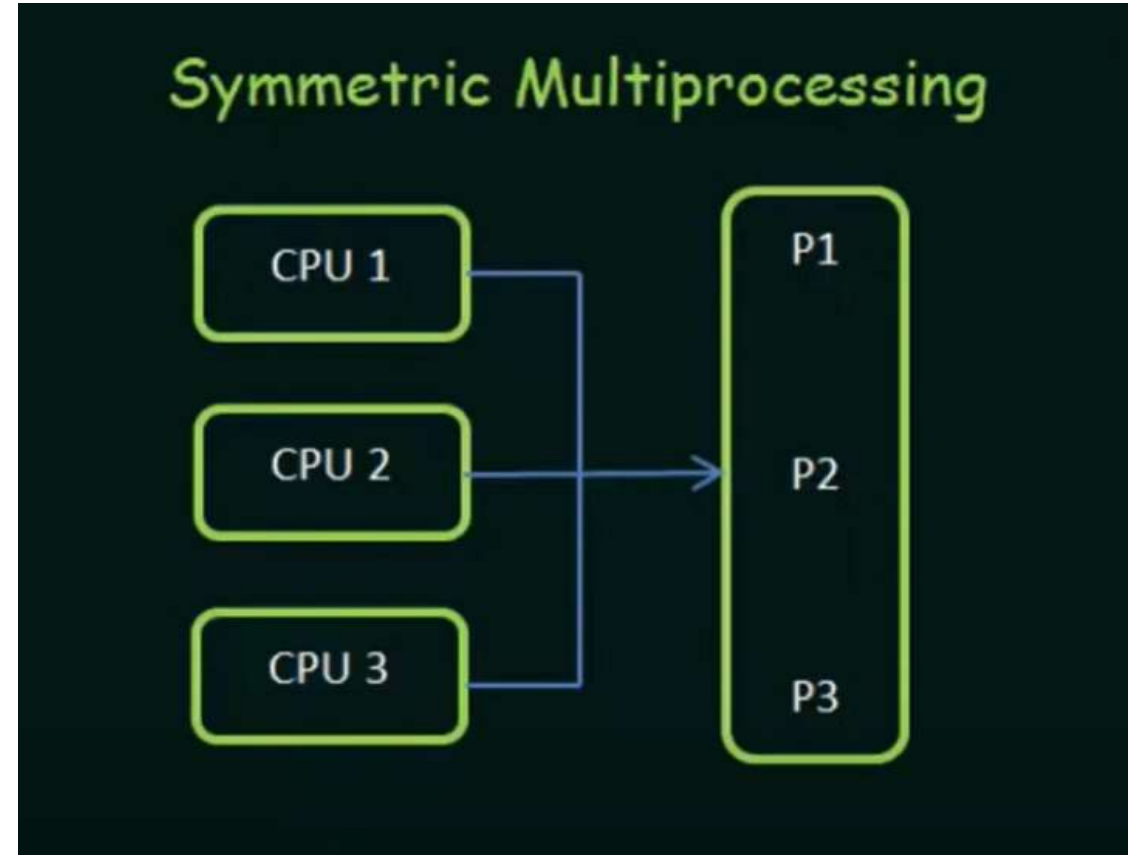 Symmetric Multiprocessing
CPU 1
CPU 2
CPU 3
P1
P2
P3